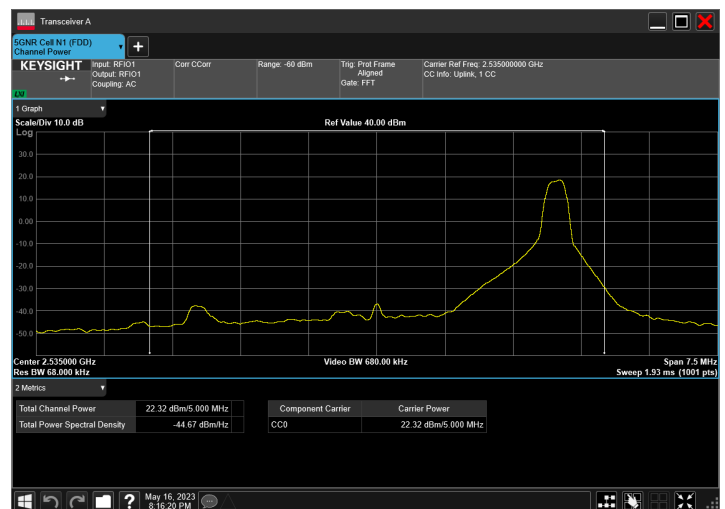 Transceiver A
5GNR Cell N1 (FDD)
Channel Power
KEYSIGHT
Input: RFIO1
Output: RFIO1
Coupling: AC
Corr CCorr
Range: -60 dBm
Trig: Prot Frame
Aligned
Gate: FFT
Carrier Ref Freq: 2.535000000 GHz
CC Info: Uplink, 1 CC
LXI
1 Graph
Scale/Div 10.0 dB
Ref Value 40.00 dBm
Log
30.0
20.0
10.0
0.00
-10.0
-20.0
-30.0
-40.0
-50.0
Center 2.535000 GHz
Video BW 680.00 kHz
Span 7.5 MHz
Res BW 68.000 kHz
Sweep 1.93 ms (1001 pts)
2 Metrics
Total Channel Power 22.32 dBm/5.000 MHz
Total Power Spectral Density -44.67 dBm/Hz
Component Carrier Carrier Power
CC0 22.32 dBm/5.000 MHz
?
May 16, 2023
8:16:20 PM